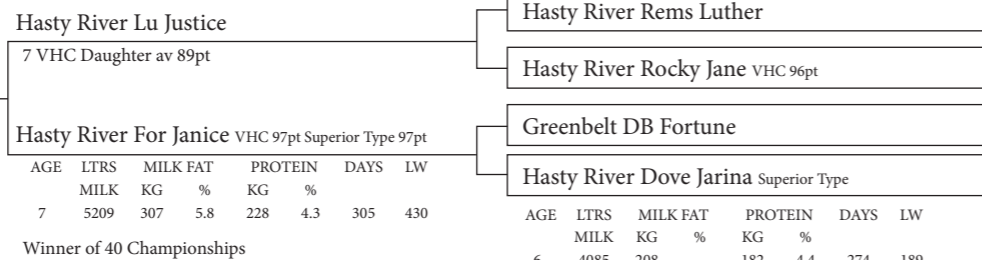 Hasty River Lu Justice
7 VHC Daughter av 89pt
Hasty River For Janice VHC 97pt Superior Type 97pt
AGE LTRS MILK FAT PROTEIN DAYS LW
MILK KG % KG %
7 5209 307 5.8 228 4.3 305 430
Winner of 40 Championships
Hasty River Rems Luther
Hasty River Rocky Jane VHC 96pt
Greenbelt DB Fortune
Hasty River Dove Jarina Superior Type
AGE LTRS MILK FAT PROTEIN DAYS LW
MILK KG % KG %